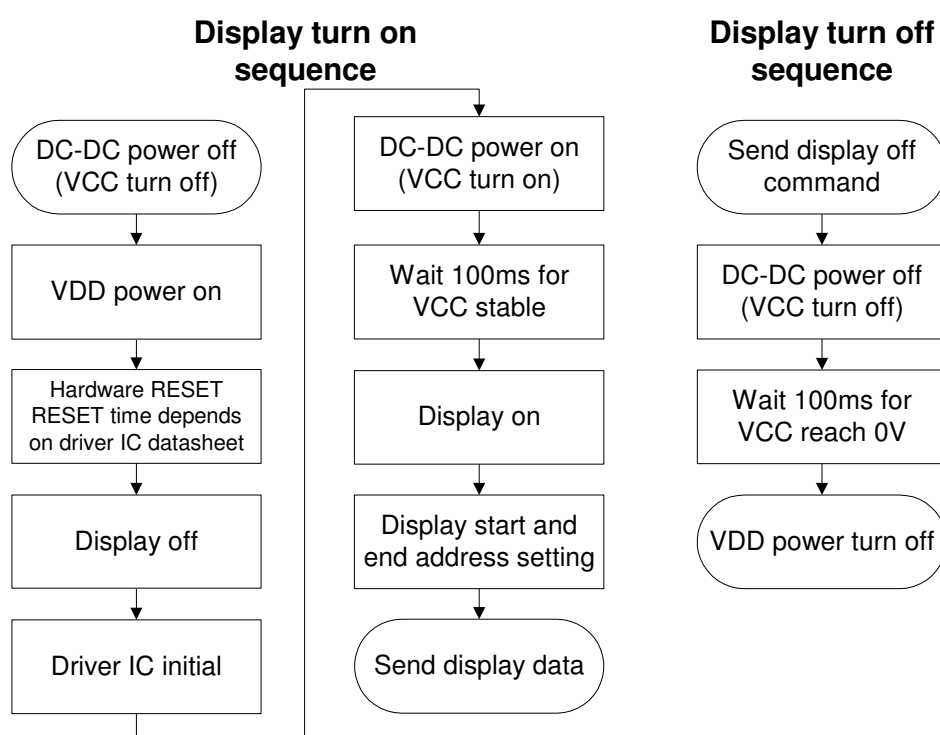 Display turn on
sequence
DC-DC power off
(VCC turn off)
VDD power on
Hardware RESET
RESET time depends
on driver IC datasheet
Display off
Driver IC initial
DC-DC power on
(VCC turn on)
Wait 100ms for
VCC stable
Display on
Display start and
end address setting
Send display data
Display turn off
sequence
Send display off
command
DC-DC power off
(VCC turn off)
Wait 100ms for
VCC reach 0V
VDD power turn off